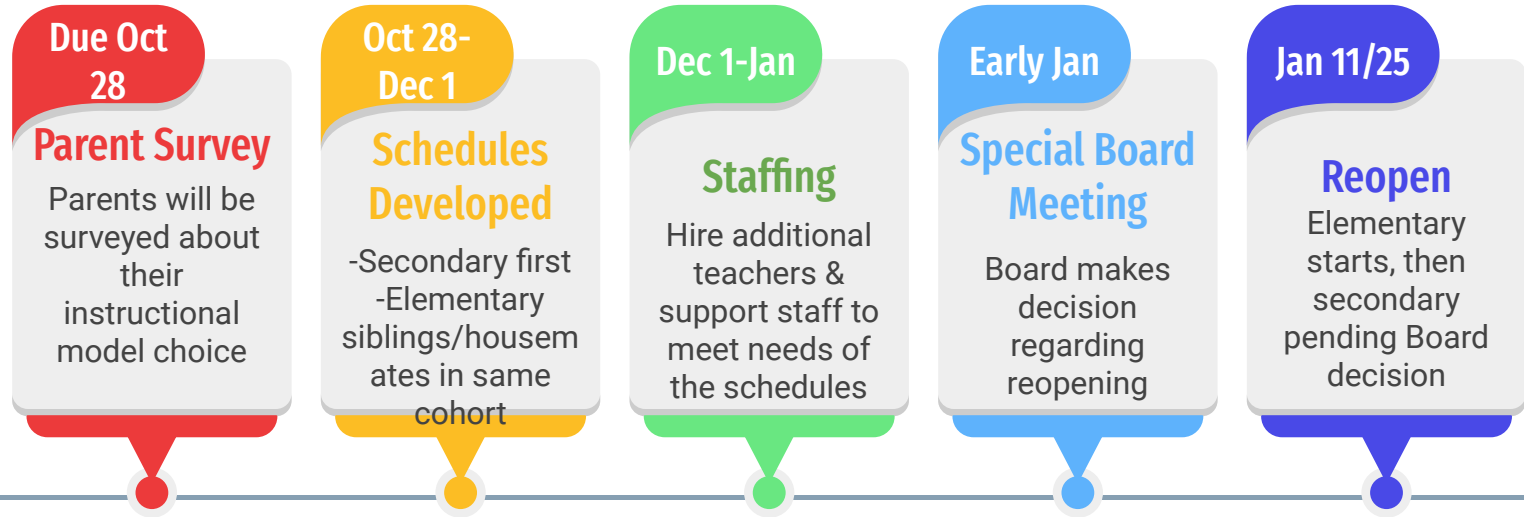 Due Oct
28
Parent Survey
Parents will be
surveyed about
their
instructional
model choice
Oct 28-
Dec 1
Schedules
Developed
-Secondary first
-Elementary
siblings/housem
ates in same
cohort
Dec 1-Jan
Staffing
Hire additional
teachers &
support staff to
meet needs of
the schedules
Early Jan
Special Board
Meeting
Board makes
decision
regarding
reopening
Jan 11/25
Reopen
Elementary
starts, then
secondary
pending Board
decision